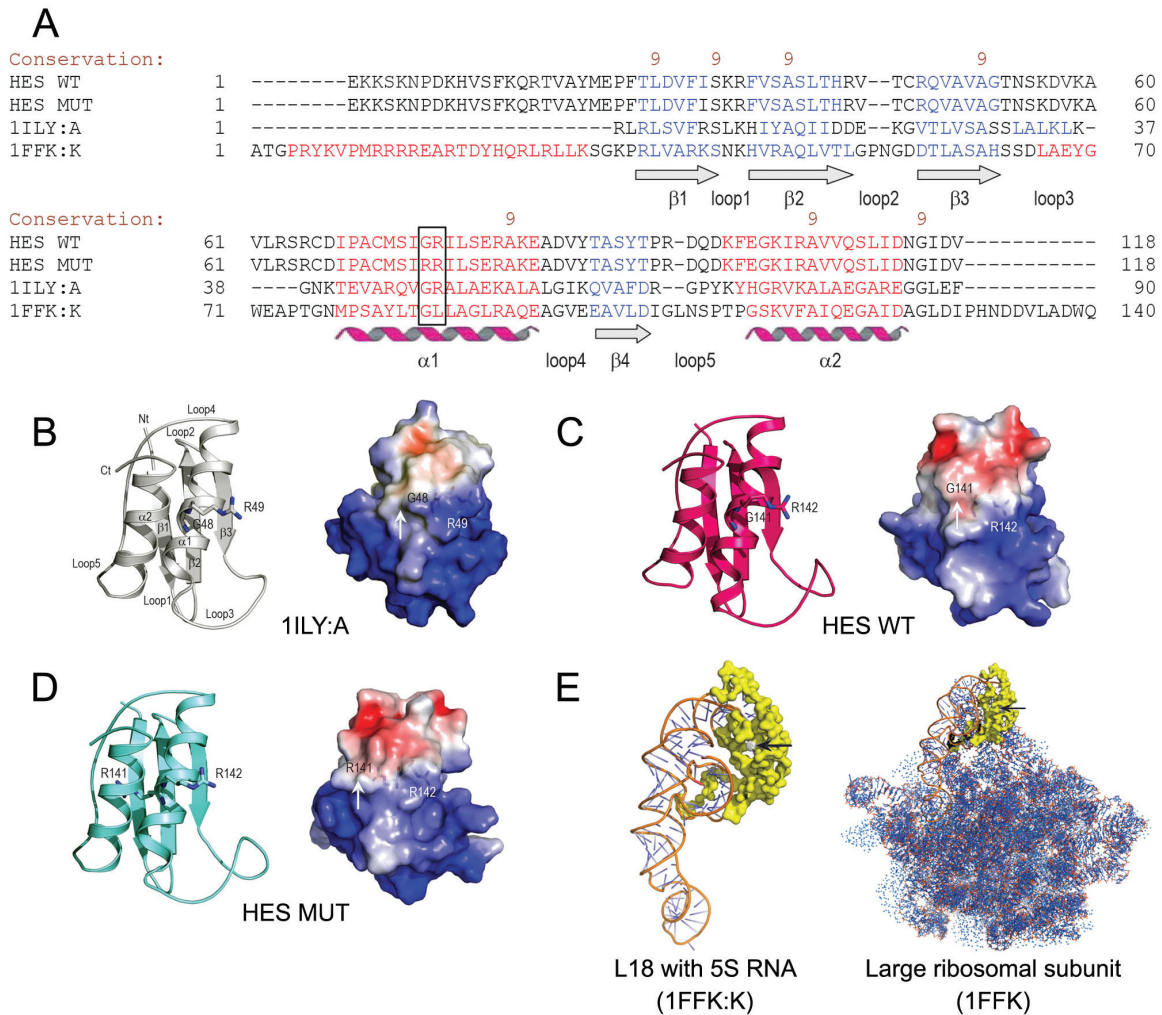 A
Conservation: 9 9 9 9
HES WT 1 --------EKKSKNPDKHVSFKQRTVAYMEPFTLDVFISKRFVSASLTHRV--TCRQVAVAGTNSKDVKA 60
HES MUT 1 --------EKKSKNPDKHVSFKQRTVAYMEPFTLDVFISKRFVSASLTHRV--TCRQVAVAGTNSKDVKA 60
1ILY:A 1 ------------------------------RLRLSVFRSLKHIYAQIIDDE--KGVTLVSASSLALKLK- 37
1FFK:K 1 ATGPRYKVPMRRRREARTDYHQRLRLLKSGKPRLVARKSNKHVRAQLVTLGPNGDDTLASAHSSDLAEYG 70
β1 loop1 β2 loop2 β3 loop3
Conservation: 9 9 9
HES WT 61 VLRSRCDIPACMSIGRILSERAKEADVYTASYTPR-DQDKFEGKIRAVVQSLIDNGIDV----------- 118
HES MUT 61 VLRSRCDIPACMSIRRILSERAKEADVYTASYTPR-DQDKFEGKIRAVVQSLIDNGIDV----------- 118
1ILY:A 38 ----GNKTEVARQVGRALAEKALALGIKQVAFDR--GPYKYHGRVKALAEGAREGGLEF----------- 90
1FFK:K 71 WEAPTGNMPSAYLTGLLAGLRAQEAGVEEAVLDIGLNSPTPGSKVFAIQEGAIDAGLDIPHNDDVLADWQ 140
α1 loop4 β4 loop5 α2
B
Loop4
Nt
Loop2
Ct
α2
β1
G48
R49
α1
β3
β2
Loop5
Loop1
Loop3
G48
R49
1ILY:A
C
G141
R142
G141
R142
HES WT
D
R141
R142
R141
R142
HES MUT
E
L18 with 5S RNA
(1FFK:K)
Large ribosomal subunit
(1FFK)